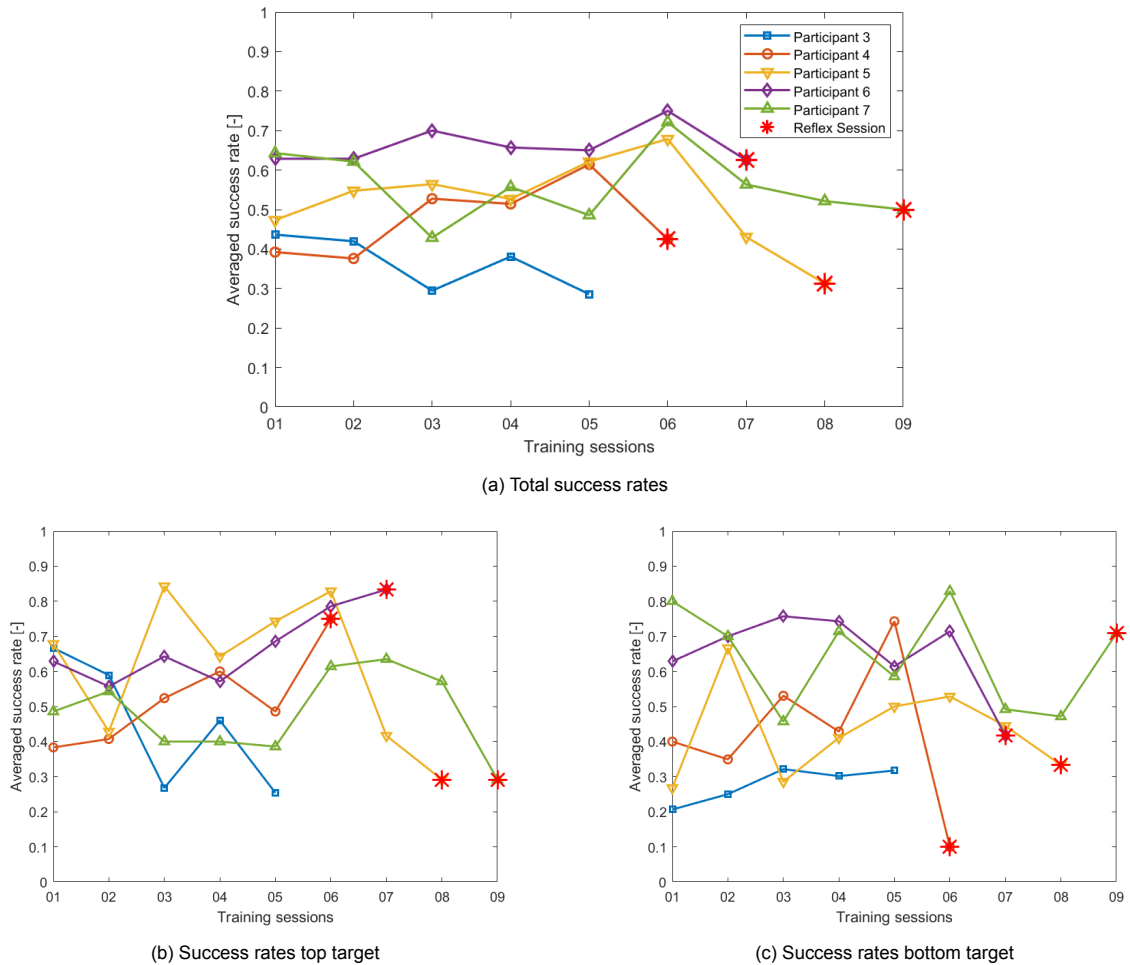 1
0.9
0.8
0.7
0.6
0.5
0.4
0.3
0.2
0.1
0
Averaged success rate [-]
01 02 03 04 05 06 07 08 09
Training sessions
Participant 3
Participant 4
Participant 5
Participant 6
Participant 7
Reflex Session
(a) Total success rates
1
0.9
0.8
0.7
0.6
0.5
0.4
0.3
0.2
0.1
0
Averaged success rate [-]
01 02 03 04 05 06 07 08 09
Training sessions
(b) Success rates top target
1
0.9
0.8
0.7
0.6
0.5
0.4
0.3
0.2
0.1
0
Averaged success rate [-]
01 02 03 04 05 06 07 08 09
Training sessions
(c) Success rates bottom target